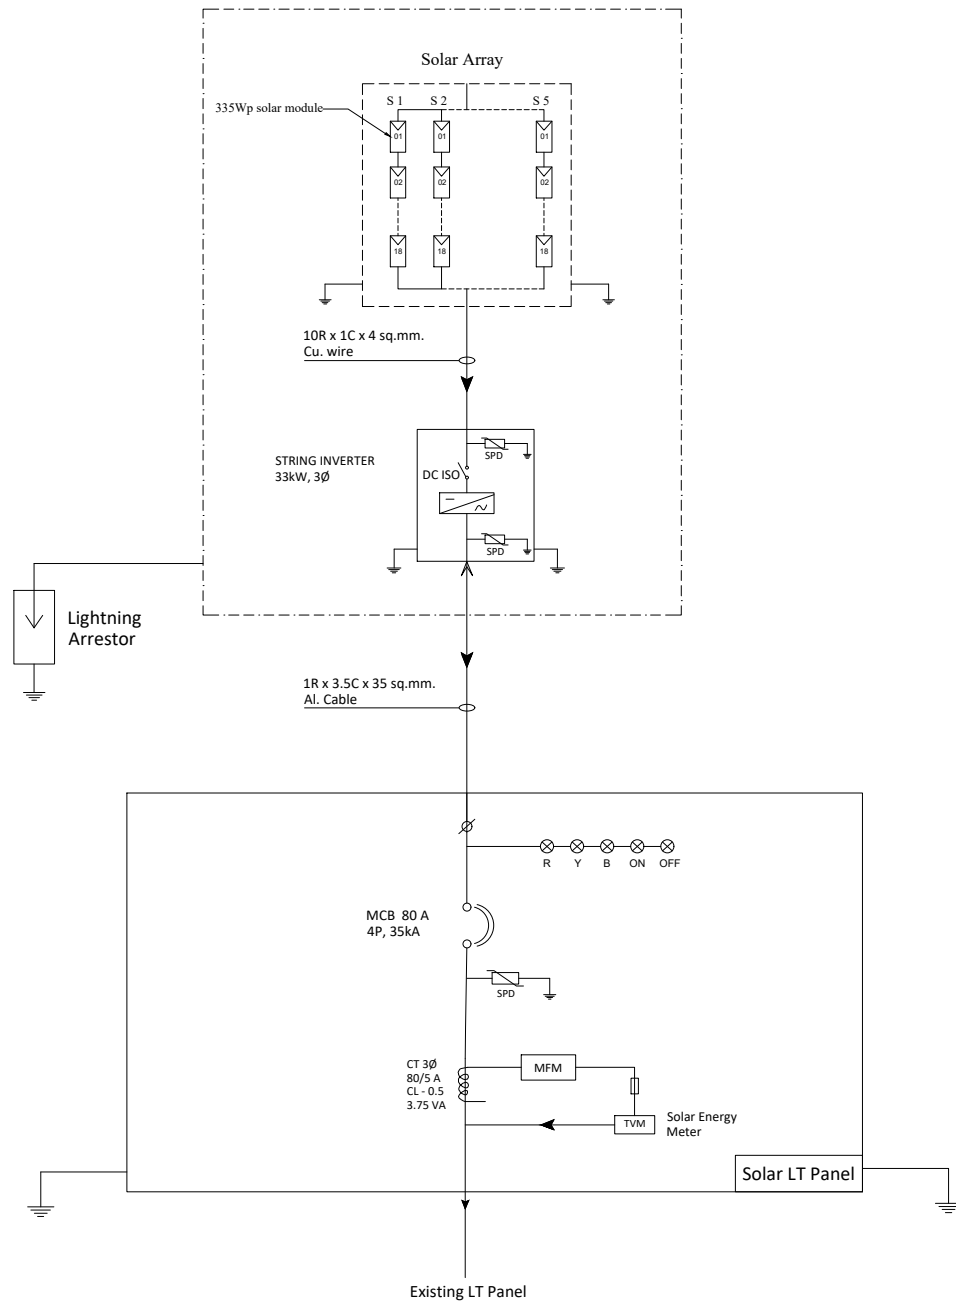 Solar Array
S 1 S 2 S 5
335Wp solar module
01 01 01
02 02 02
18 18 18
10R x 1C x 4 sq.mm.
Cu. wire
STRING INVERTER
33kW, 3Ø
SPD
DC ISO
SPD
Lightning
Arrestor
1R x 3.5C x 35 sq.mm.
Al. Cable
R Y B ON OFF
MCB 80 A
4P, 35kA
SPD
CT 3Ø
80/5 A
CL - 0.5
3.75 VA
MFM
TVM
Solar Energy
Meter
Solar LT Panel
Existing LT Panel